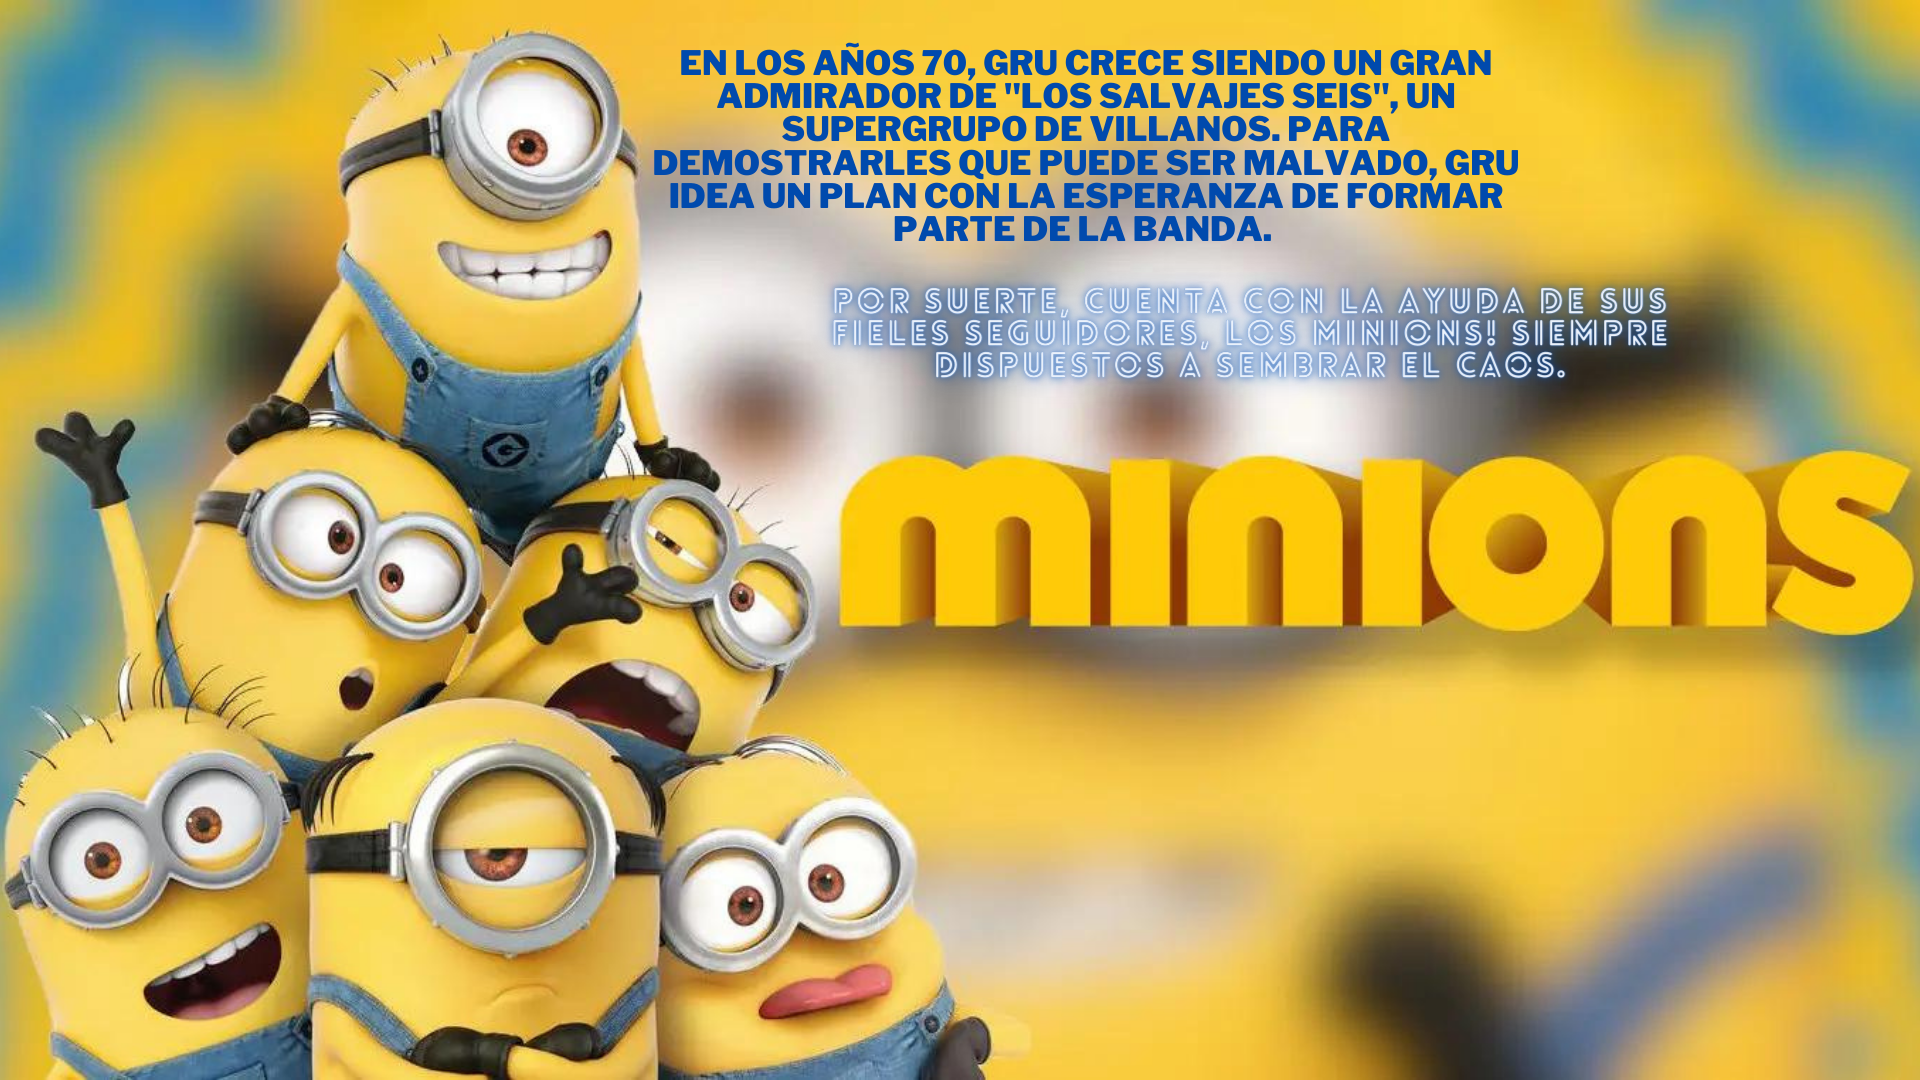 EN LOS AÑOS 70, GRU CRECE SIENDO UN GRAN
ADMIRADOR DE "LOS SALVAJES SEIS", UN
SUPERGRUPO DE VILLANOS. PARA
DEMOSTRARLES QUE PUEDE SER MALVADO, GRU
IDEA UN PLAN CON LA ESPERANZA DE FORMAR
PARTE DE LA BANDA.
POR SUERTE, CUENTA CON LA AYUDA DE SUS
FIELES SEGUIDORES, LOS MINIONS! SIEMPRE
DISPUESTOS A SEMBRAR EL CAOS.
MINIONS